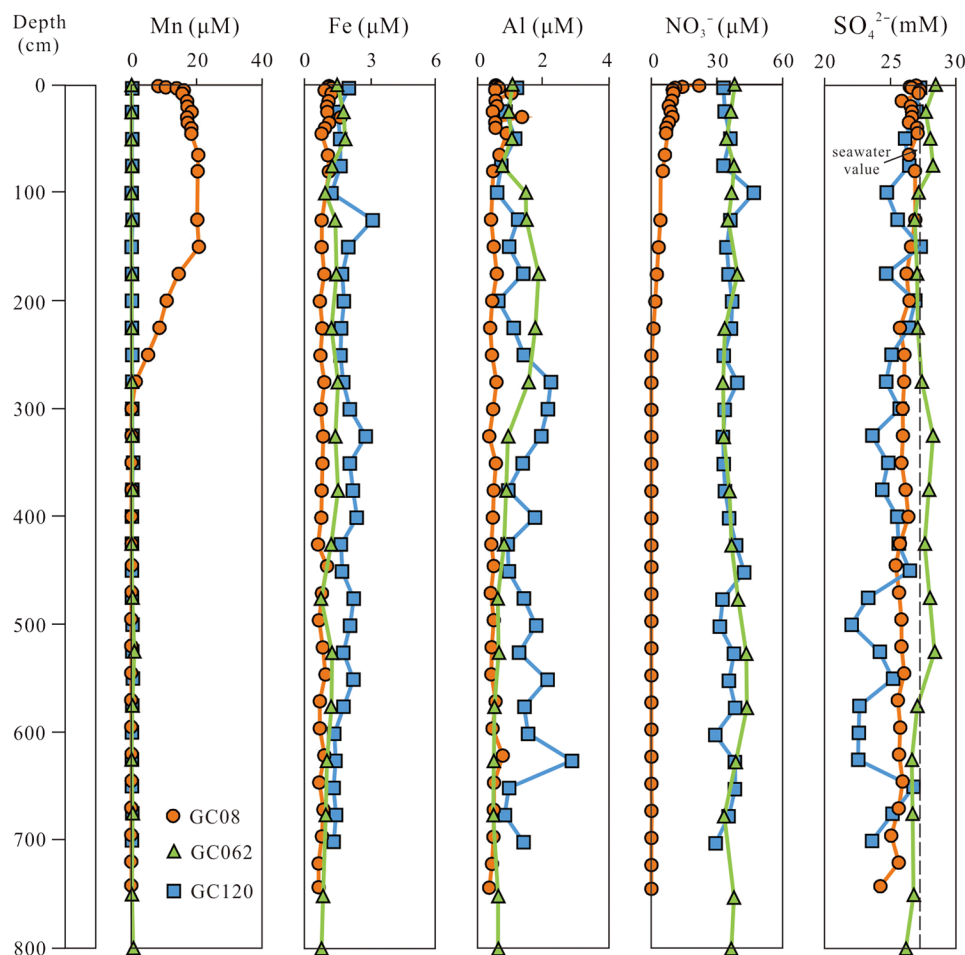 Depth (cm)
Mn (μM)
Fe (μM)
Al (μM)
NO₃⁻ (μM)
SO₄²⁻ (mM)
0 20 40
0 3 6
0 2 4
0 30 60
20 25 30
0
100
200
300
400
500
600
700
800
seawater
value
GC08
GC062
GC120